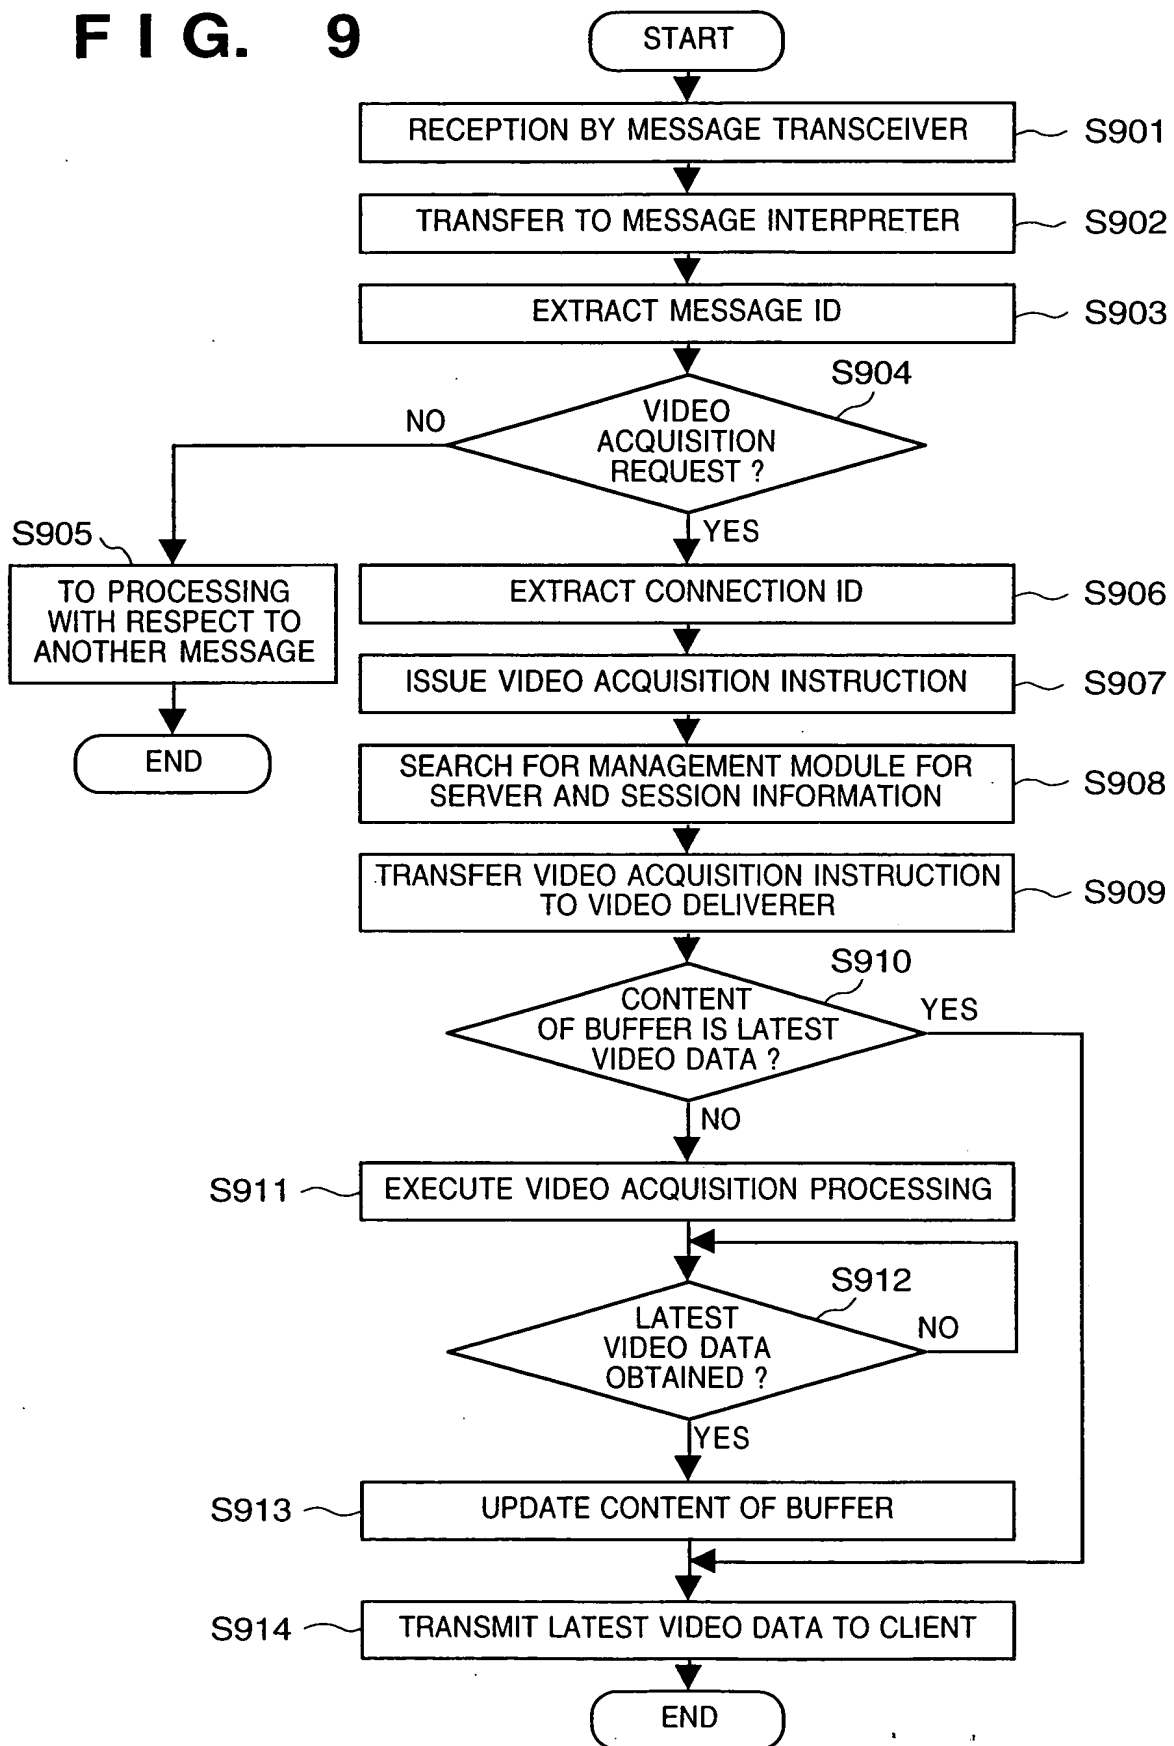 FIG. 9
START
RECEPTION BY MESSAGE TRANSCEIVER
S901
TRANSFER TO MESSAGE INTERPRETER
S902
EXTRACT MESSAGE ID
S903
S904
NO
VIDEO
ACQUISITION
REQUEST ?
YES
S905
TO PROCESSING
WITH RESPECT TO
ANOTHER MESSAGE
END
EXTRACT CONNECTION ID
S906
ISSUE VIDEO ACQUISITION INSTRUCTION
S907
SEARCH FOR MANAGEMENT MODULE FOR
SERVER AND SESSION INFORMATION
S908
TRANSFER VIDEO ACQUISITION INSTRUCTION
TO VIDEO DELIVERER
S909
S910
CONTENT
OF BUFFER IS LATEST
VIDEO DATA ?
YES
NO
S911
EXECUTE VIDEO ACQUISITION PROCESSING
S912
LATEST
VIDEO DATA
OBTAINED ?
NO
YES
S913
UPDATE CONTENT OF BUFFER
S914
TRANSMIT LATEST VIDEO DATA TO CLIENT
END